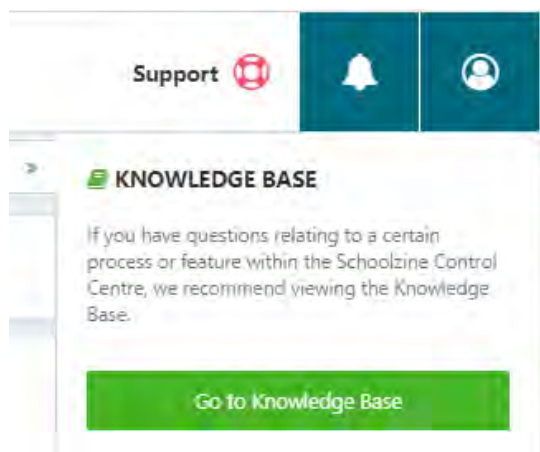 Support
»
KNOWLEDGE BASE
If you have questions relating to a certain
process or feature within the Schoolzine Control
Centre, we recommend viewing the Knowledge
Base.
Go to Knowledge Base